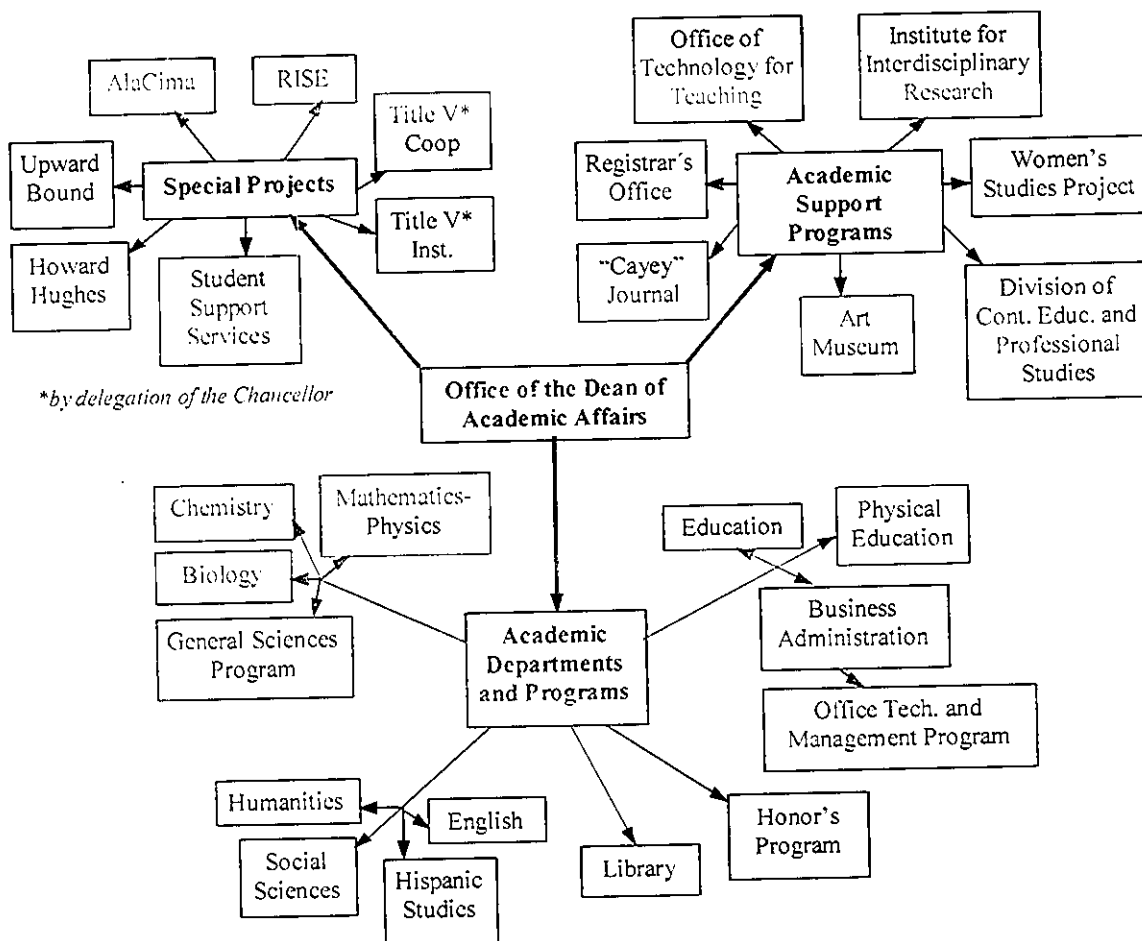 AlaCima
RISE
Title V*
Coop
Upward
Bound
Special Projects
Title V*
Inst.
Howard
Hughes
Student
Support
Services
*by delegation of the Chancellor
Office of
Technology for
Teaching
Institute for
Interdisciplinary
Research
Registrar´s
Office
Academic
Support
Programs
Women's
Studies Project
"Cayey"
Journal
Art
Museum
Division of
Cont. Educ. and
Professional
Studies
Office of the Dean of
Academic Affairs
Chemistry
Mathematics-
Physics
Biology
General Sciences
Program
Education
Physical
Education
Business
Administration
Office Tech. and
Management Program
Academic
Departments
and Programs
Humanities
English
Social
Sciences
Hispanic
Studies
Library
Honor's
Program